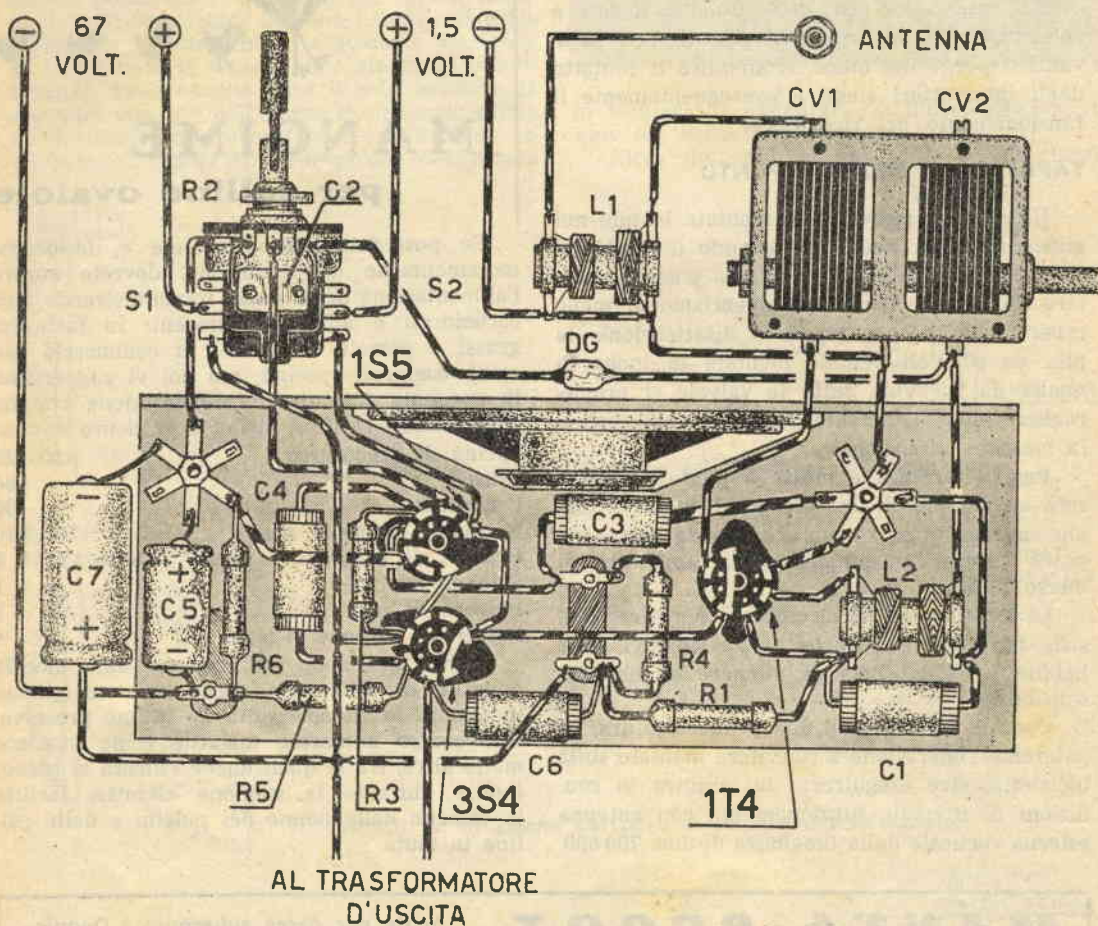 67
VOLT.
1,5
VOLT.
ANTENNA
CV1
CV2
R2
C2
L1
S1
S2
DG
1S5
C4
C3
C7
C5
L2
R6
R4
R1
R5
R3
C6
C1
3S4
1T4
AL TRASFORMATORE
D'USCITA
MANGIME